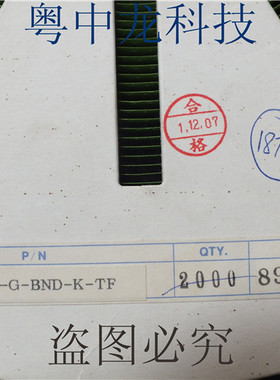 粤中龙科技
合
1.12.07
格
187
P/N
QTY.
-G-BND-K-TF
2000
89
盗图必究